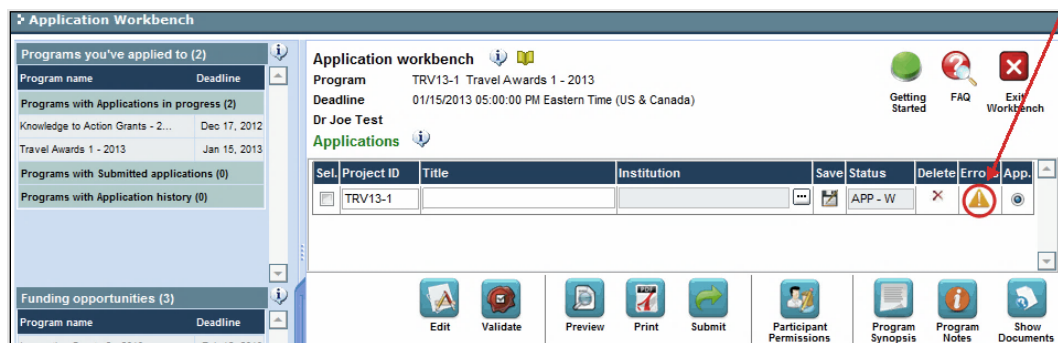 Application Workbench
Programs you've applied to (2)
Program name Deadline
Programs with Applications in progress (2)
Knowledge to Action Grants - 2... Dec 17, 2012
Travel Awards 1 - 2013 Jan 15, 2013
Programs with Submitted applications (0)
Programs with Application history (0)
Funding opportunities (3)
Program name Deadline
Application workbench
Program TRV13-1 Travel Awards 1 - 2013
Deadline 01/15/2013 05:00:00 PM Eastern Time (US & Canada)
Dr Joe Test
Applications
Getting Started
FAQ
Exit Workbench
Sel. Project ID Title Institution Save Status Delete Errors App.
TRV13-1 ... APP - W
Edit Validate Preview Print Submit
Participant Permissions
Program Synopsis
Program Notes
Show Documents